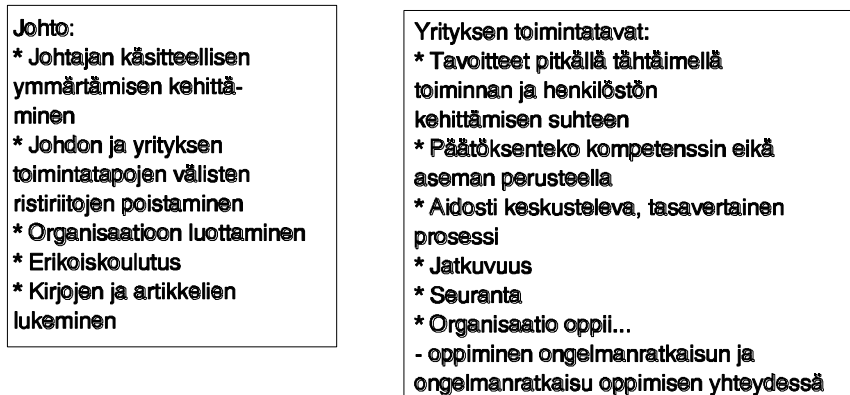 Johto:
* Johtajan käsitteellisen
ymmärtämisen kehittä-
minen
* Johdon ja yrityksen
toimintatapojen välisten
ristiriitojen poistaminen
* Organisaatioon luottaminen
* Erikoiskoulutus
* Kirjojen ja artikkelien
lukeminen
Yrityksen toimintatavat:
* Tavoitteet pitkällä tähtäimellä
toiminnan ja henkilöstön
kehittämisen suhteen
* Päätöksenteko kompetenssin eikä
aseman perusteella
* Aidosti keskusteleva, tasavertainen
prosessi
* Jatkuvuus
* Seuranta
* Organisaatio oppii...
- oppiminen ongelmanratkaisun ja
ongelmanratkaisu oppimisen yhteydessä